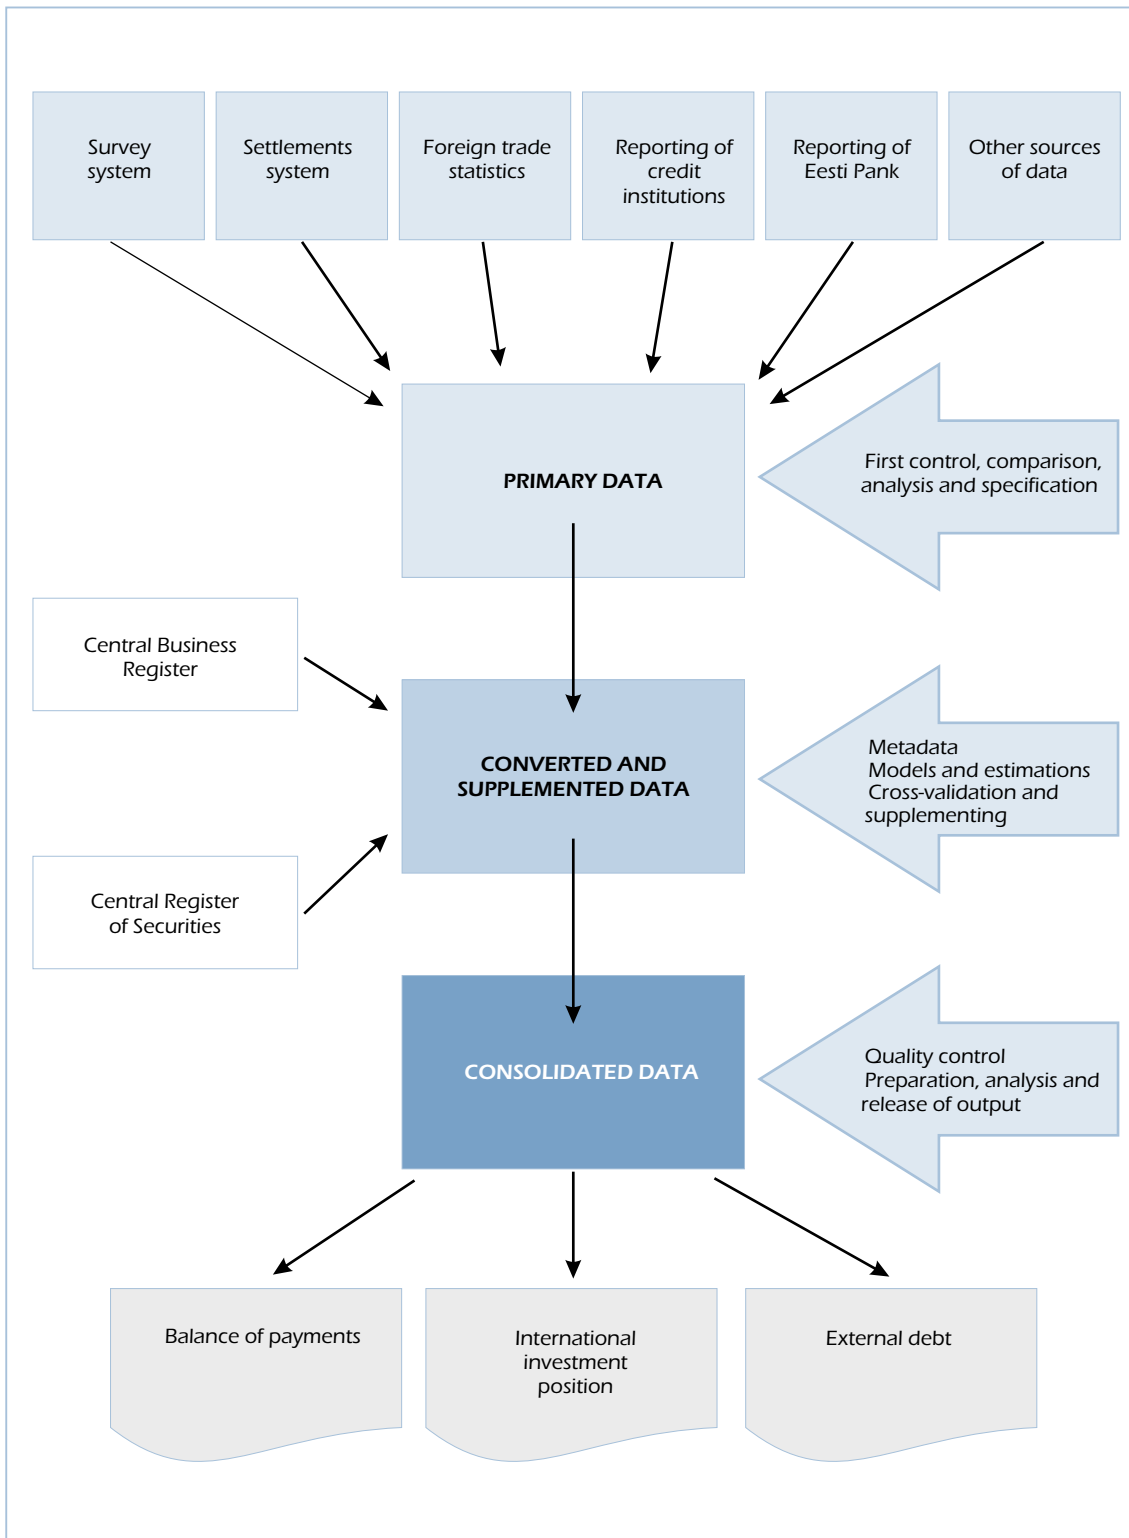 Survey
system
Settlements
system
Foreign trade
statistics
Reporting of
credit
institutions
Reporting of
Eesti Pank
Other sources
of data
PRIMARY DATA
First control, comparison,
analysis and specification
Central Business
Register
CONVERTED AND
SUPPLEMENTED DATA
Metadata
Models and estimations
Cross-validation and
supplementing
Central Register
of Securities
CONSOLIDATED DATA
Quality control
Preparation, analysis and
release of output
Balance of payments
International
investment
position
External debt